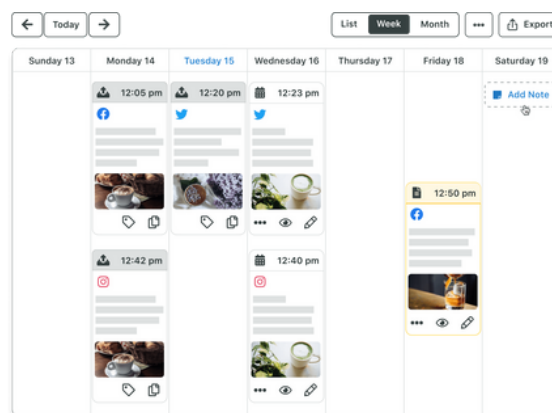 Today
List Week Month
Export
Sunday 13 Monday 14 Tuesday 15 Wednesday 16 Thursday 17 Friday 18 Saturday 19
12:05 pm 12:20 pm 12:23 pm
Add Note
12:50 pm
12:42 pm 12:40 pm